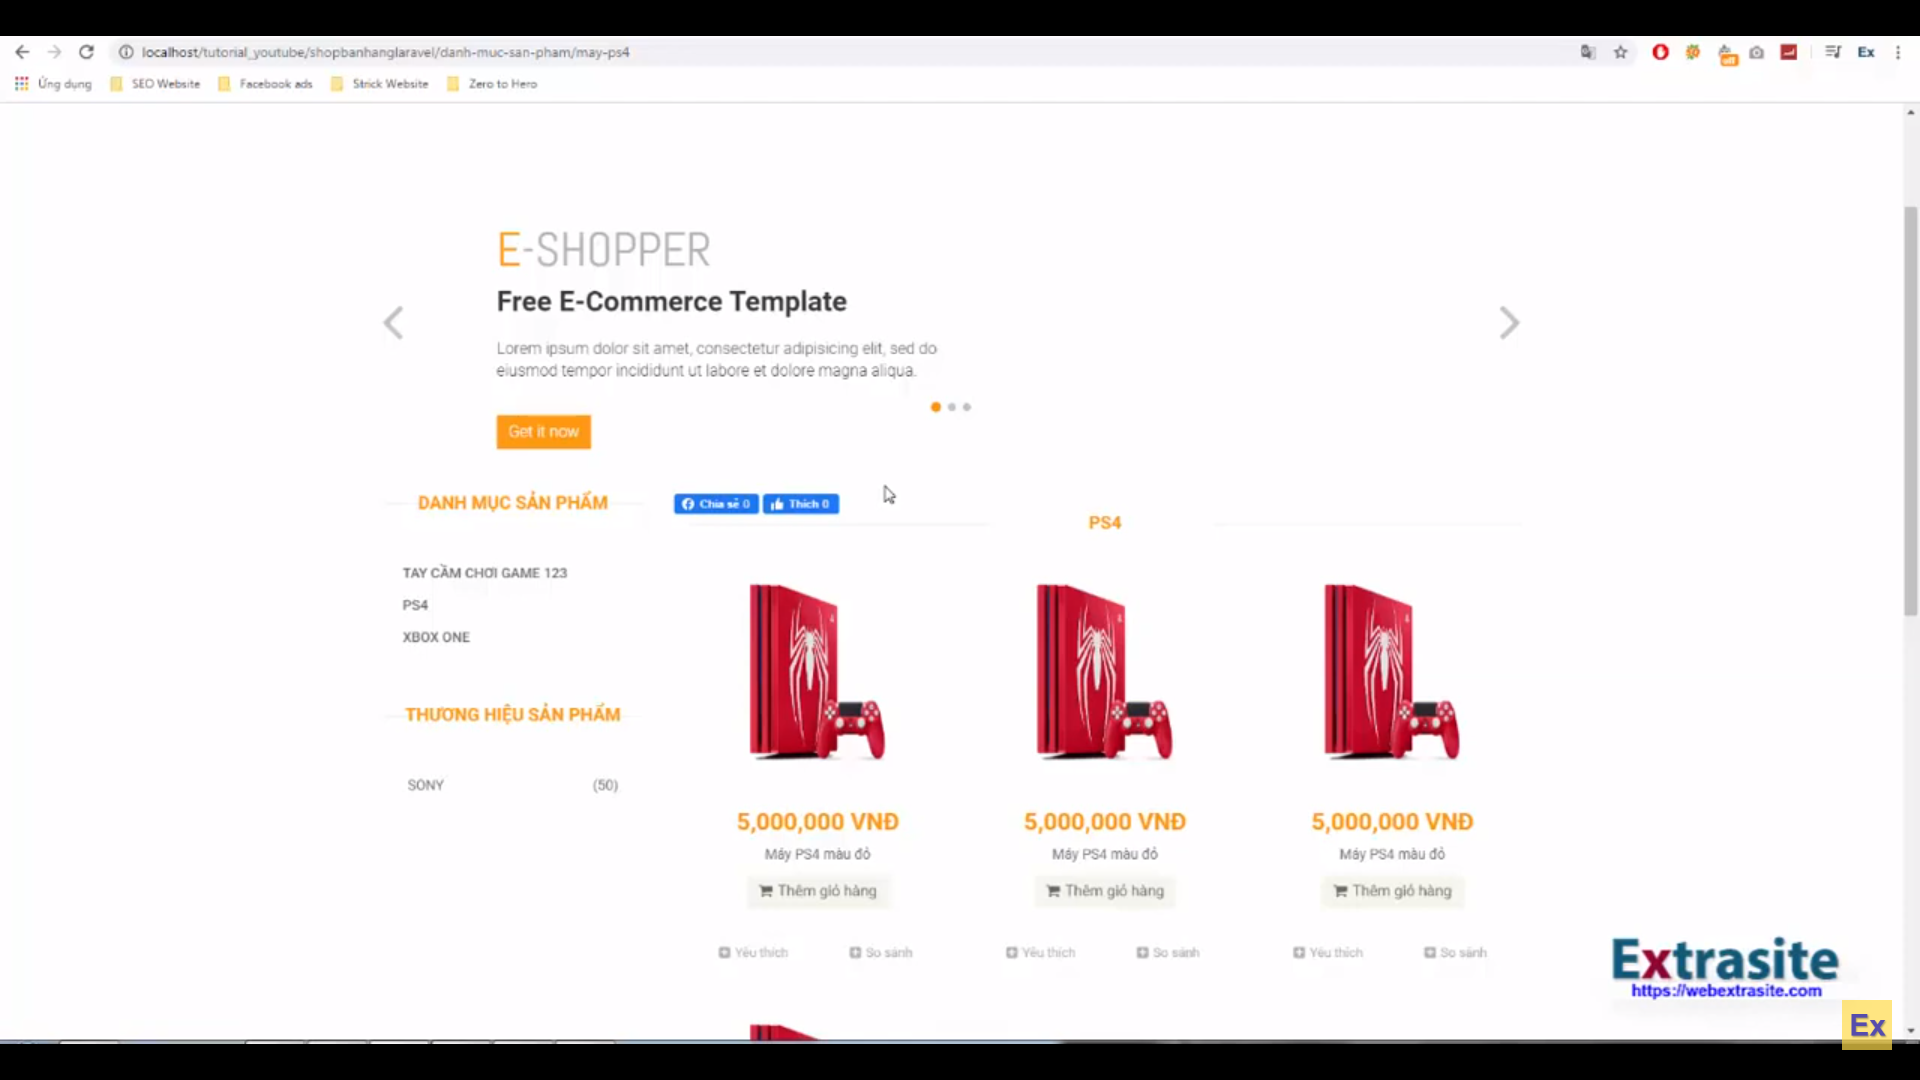 localhost/tutorial_youtube/shopbanhanglaravel/danh-muc-san-pham/may-ps4
off
Ex
Ứng dụng
SEO Website
Facebook ads
Strick Website
Zero to Hero
E-SHOPPER
Free E-Commerce Template
Lorem ipsum dolor sit amet, consectetur adipisicing elit, sed do
eiusmod tempor incididunt ut labore et dolore magna aliqua.
Get it now
DANH MỤC SẢN PHẨM
Chia sẻ 0
Thích 0
PS4
TAY CẦM CHƠI GAME 123
PS4
XBOX ONE
THƯƠNG HIỆU SẢN PHẨM
SONY (50)
5,000,000 VNĐ 5,000,000 VNĐ 5,000,000 VNĐ
Máy PS4 màu đỏ Máy PS4 màu đỏ Máy PS4 màu đỏ
Thêm giỏ hàng Thêm giỏ hàng Thêm giỏ hàng
Yêu thích So sánh Yêu thích So sánh Yêu thích So sánh
Extrasite
https://webextrasite.com
Ex